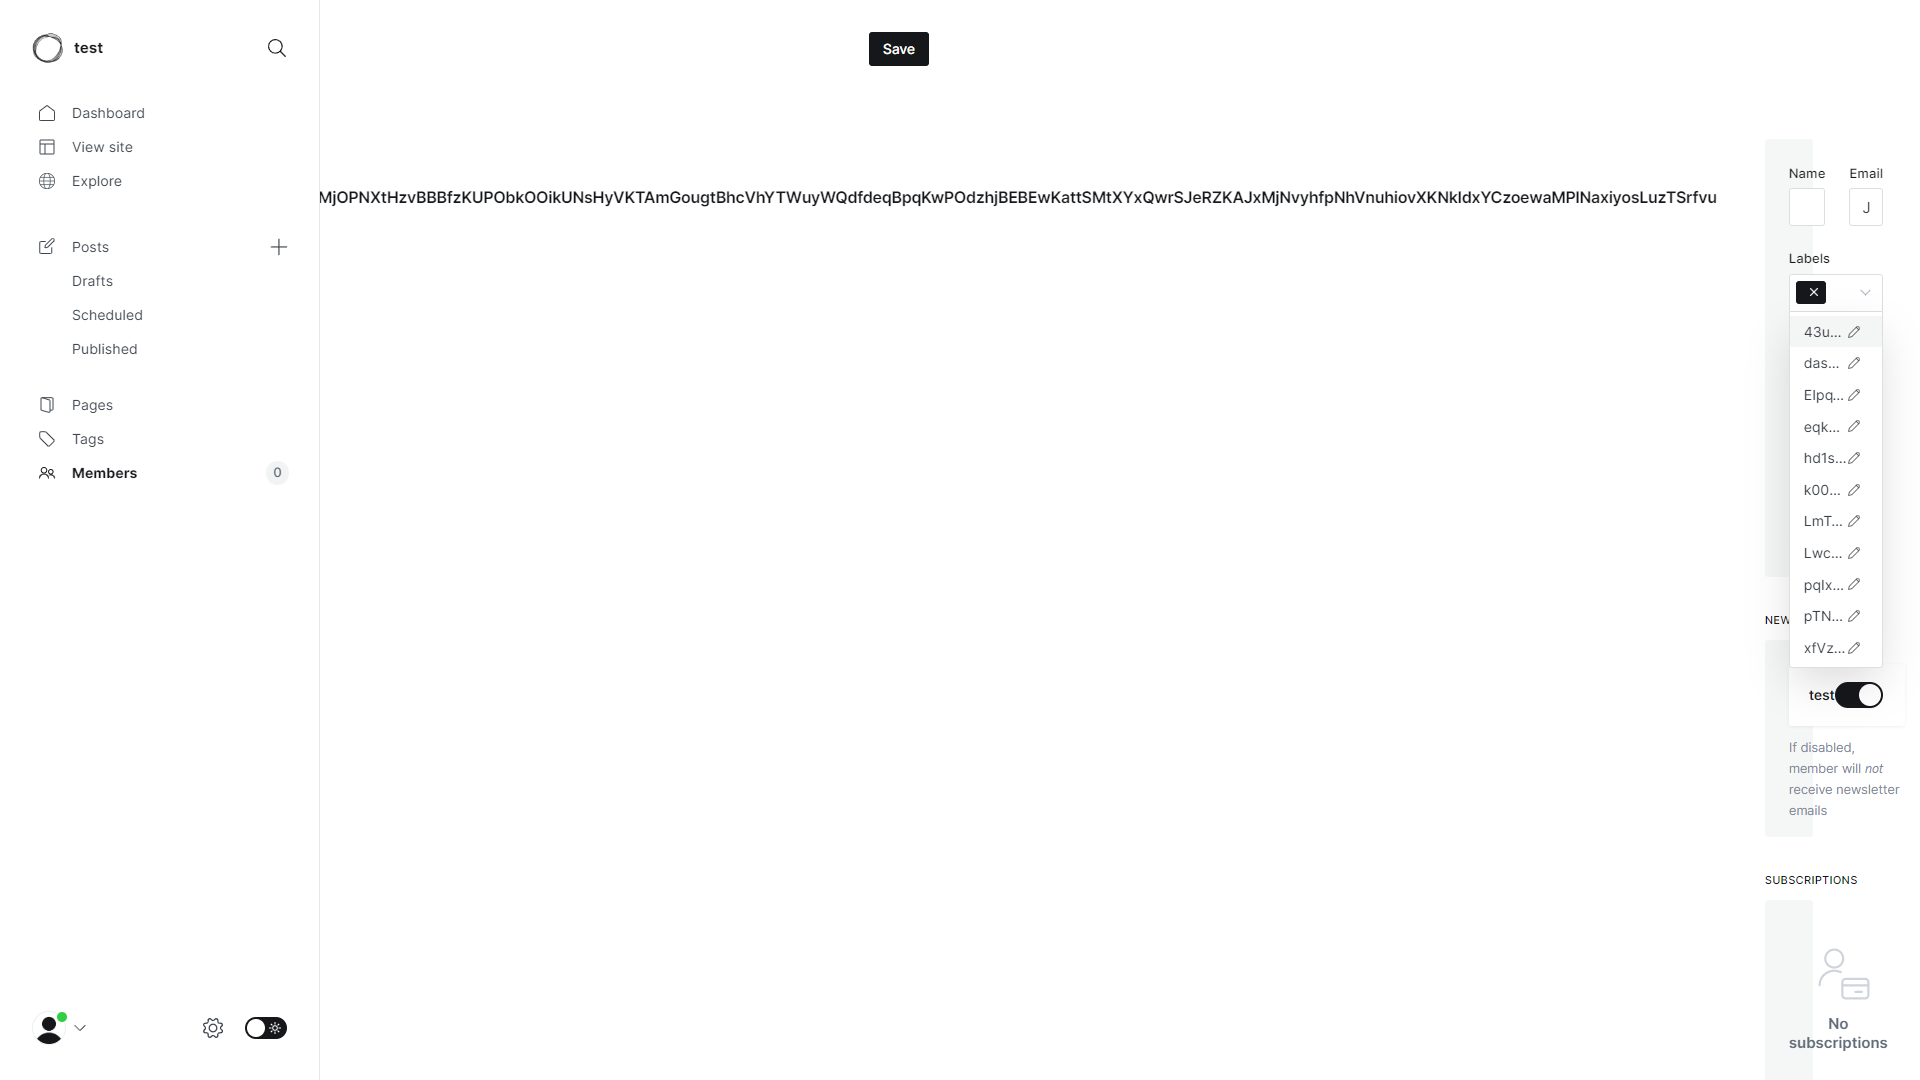 test
Save
Dashboard
View site
Explore
Posts
Drafts
Scheduled
Published
Pages
Tags
Members 0
MjOPNXtHzvBBBfzKUPObkOOikUNsHyVKTAmGougtBhcVhYTWuyWQdfdeqBpqKwPOdzhjBEBEwKattSMtXYxQwrSJeRZKAJxMjNvyhfpNhVnuhiovXKNkIdxYCzoewaMPINaxiyosLuzTSrfvu
Name Email
J
Labels
43u...
das...
EIpq...
eqk...
hd1s...
k00...
LmT...
Lwc...
pqIx...
pTN...
xfVz...
NEW
test
If disabled,
member will not
receive newsletter
emails
SUBSCRIPTIONS
No
subscriptions